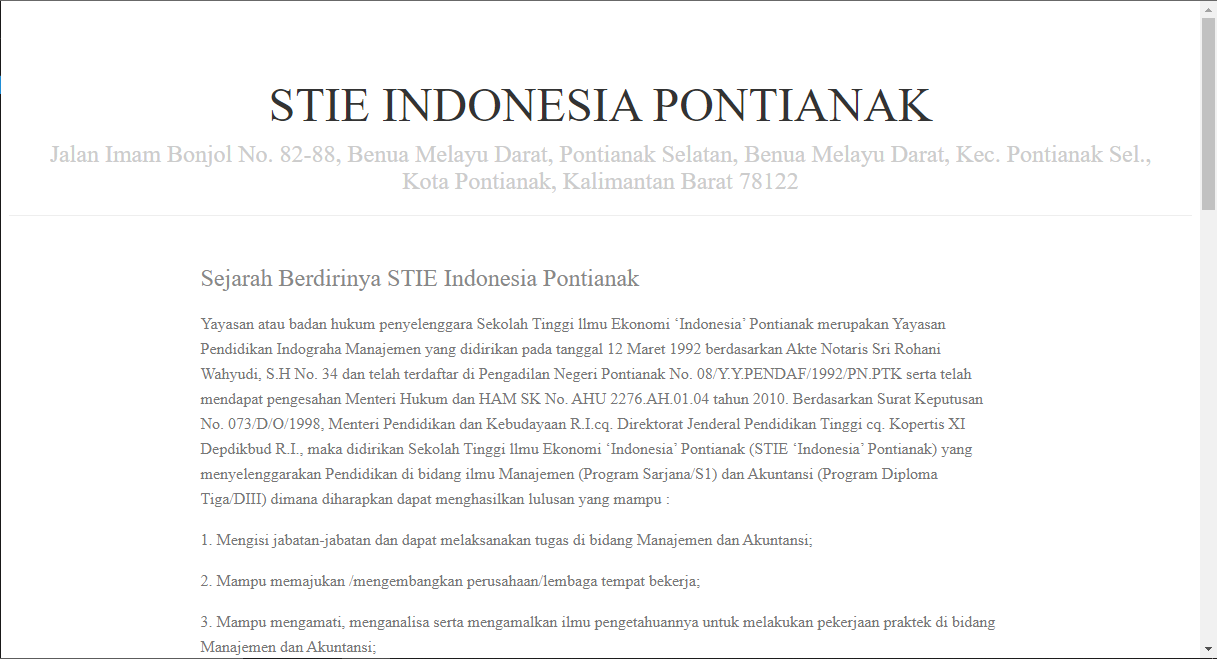 STIE INDONESIA PONTIANAK
Jalan Imam Bonjol No. 82-88, Benua Melayu Darat, Pontianak Selatan, Benua Melayu Darat, Kec. Pontianak Sel.,
Kota Pontianak, Kalimantan Barat 78122
Sejarah Berdirinya STIE Indonesia Pontianak
Yayasan atau badan hukum penyelenggara Sekolah Tinggi llmu Ekonomi ‘Indonesia’ Pontianak merupakan Yayasan
Pendidikan Indograha Manajemen yang didirikan pada tanggal 12 Maret 1992 berdasarkan Akte Notaris Sri Rohani
Wahyudi, S.H No. 34 dan telah terdaftar di Pengadilan Negeri Pontianak No. 08/Y.Y.PENDAF/1992/PN.PTK serta telah
mendapat pengesahan Menteri Hukum dan HAM SK No. AHU 2276.AH.01.04 tahun 2010. Berdasarkan Surat Keputusan
No. 073/D/O/1998, Menteri Pendidikan dan Kebudayaan R.I.cq. Direktorat Jenderal Pendidikan Tinggi cq. Kopertis XI
Depdikbud R.I., maka didirikan Sekolah Tinggi llmu Ekonomi ‘Indonesia’ Pontianak (STIE ‘Indonesia’ Pontianak) yang
menyelenggarakan Pendidikan di bidang ilmu Manajemen (Program Sarjana/S1) dan Akuntansi (Program Diploma
Tiga/DIII) dimana diharapkan dapat menghasilkan lulusan yang mampu :
1. Mengisi jabatan-jabatan dan dapat melaksanakan tugas di bidang Manajemen dan Akuntansi;
2. Mampu memajukan /mengembangkan perusahaan/lembaga tempat bekerja;
3. Mampu mengamati, menganalisa serta mengamalkan ilmu pengetahuannya untuk melakukan pekerjaan praktek di bidang
Manajemen dan Akuntansi;